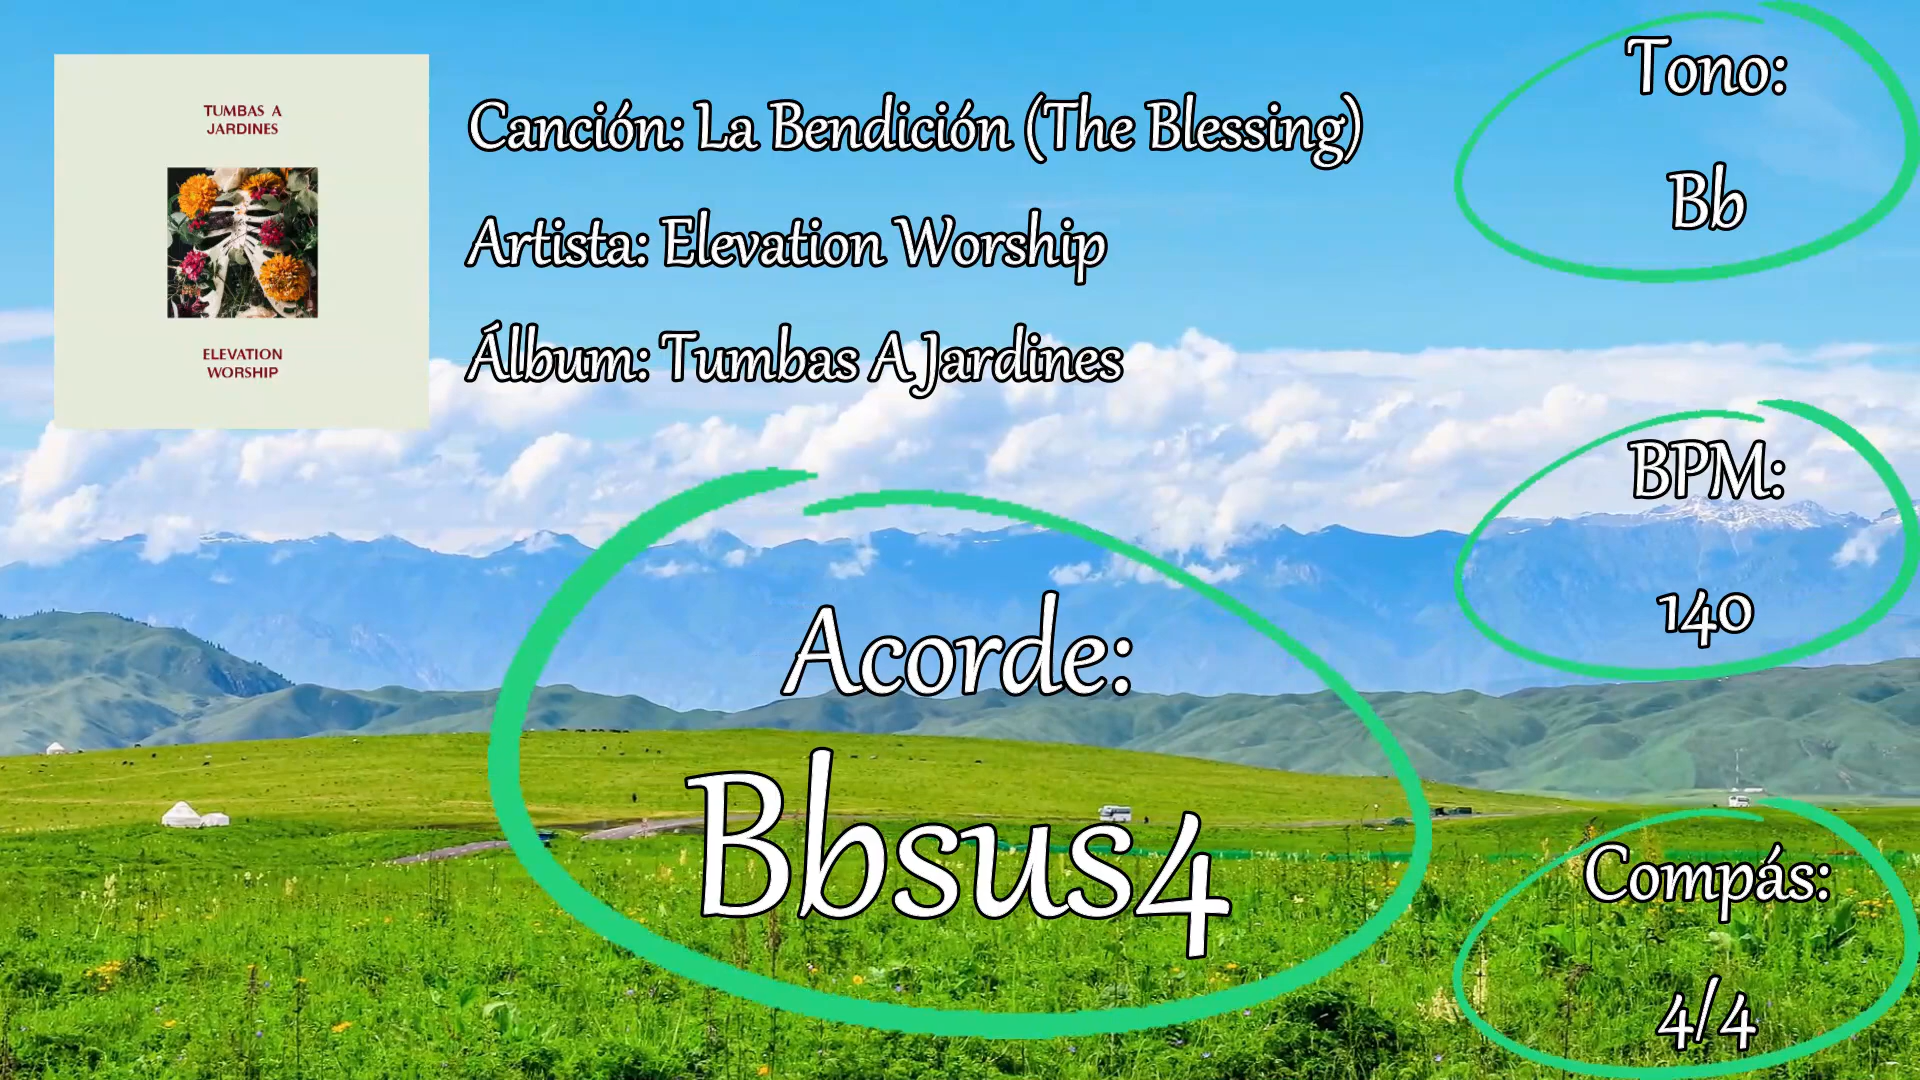 TUMBAS A
JARDINES
ELEVATION
WORSHIP
Canción: La Bendición (The Blessing)
Artista: Elevation Worship
Álbum: Tumbas A Jardines
Tono:
Bb
BPM:
140
Acorde:
Bbsus4
Compás:
4/4